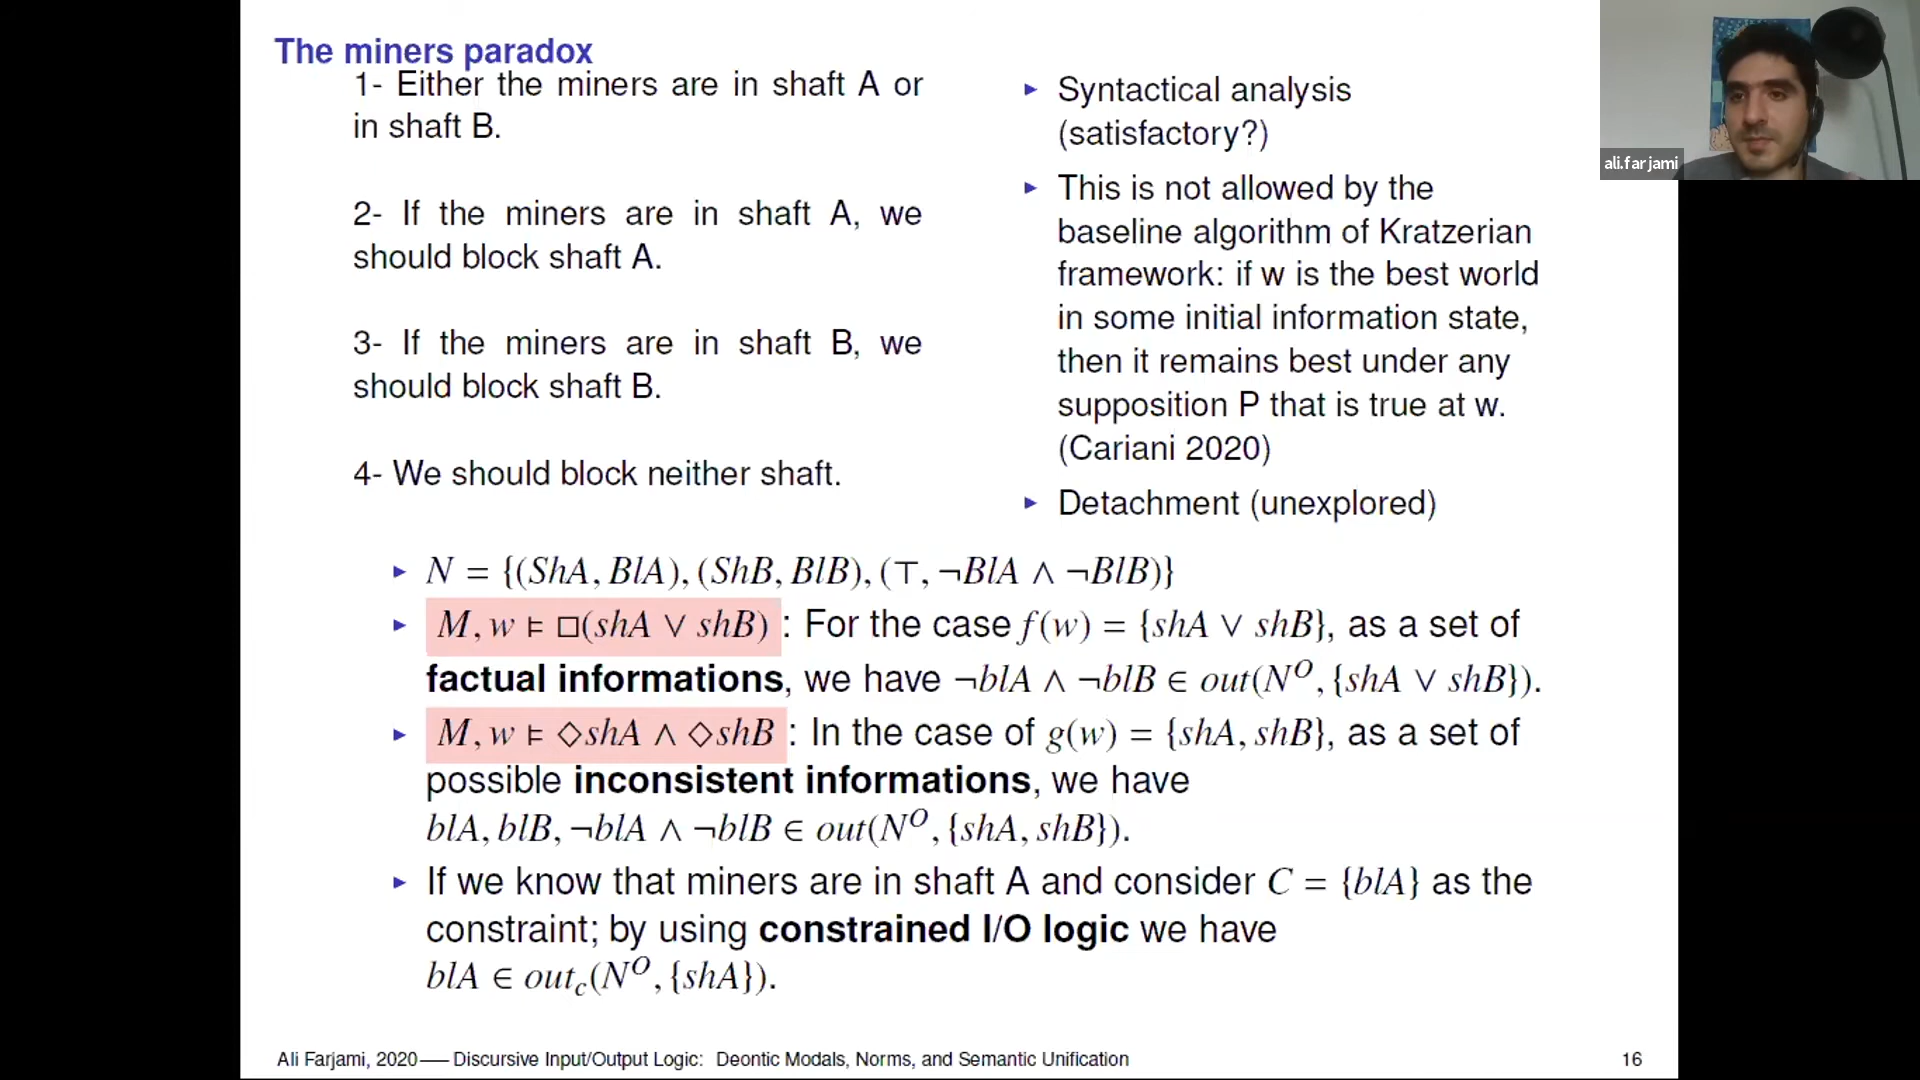 The miners paradox
1- Either the miners are in shaft A or
in shaft B.
2- If the miners are in shaft A, we
should block shaft A.
3- If the miners are in shaft B, we
should block shaft B.
4- We should block neither shaft.
▸ Syntactical analysis
(satisfactory?)
▸ This is not allowed by the
baseline algorithm of Kratzerian
framework: if w is the best world
in some initial information state,
then it remains best under any
supposition P that is true at w.
(Cariani 2020)
▸ Detachment (unexplored)
▸ N = {(ShA, BlA), (ShB, BlB), (⊤, ¬BlA ∧ ¬BlB)}
▸ M, w ⊨ □(shA ∨ shB) : For the case f(w) = {shA ∨ shB}, as a set of
factual informations, we have ¬blA ∧ ¬blB ∈ out(N^O, {shA ∨ shB}).
▸ M, w ⊨ ◇shA ∧ ◇shB : In the case of g(w) = {shA, shB}, as a set of
possible inconsistent informations, we have
blA, blB, ¬blA ∧ ¬blB ∈ out(N^O, {shA, shB}).
▸ If we know that miners are in shaft A and consider C = {blA} as the
constraint; by using constrained I/O logic we have
blA ∈ out_c(N^O, {shA}).
Ali Farjami, 2020—— Discursive Input/Output Logic: Deontic Modals, Norms, and Semantic Unification
16
ali.farjami